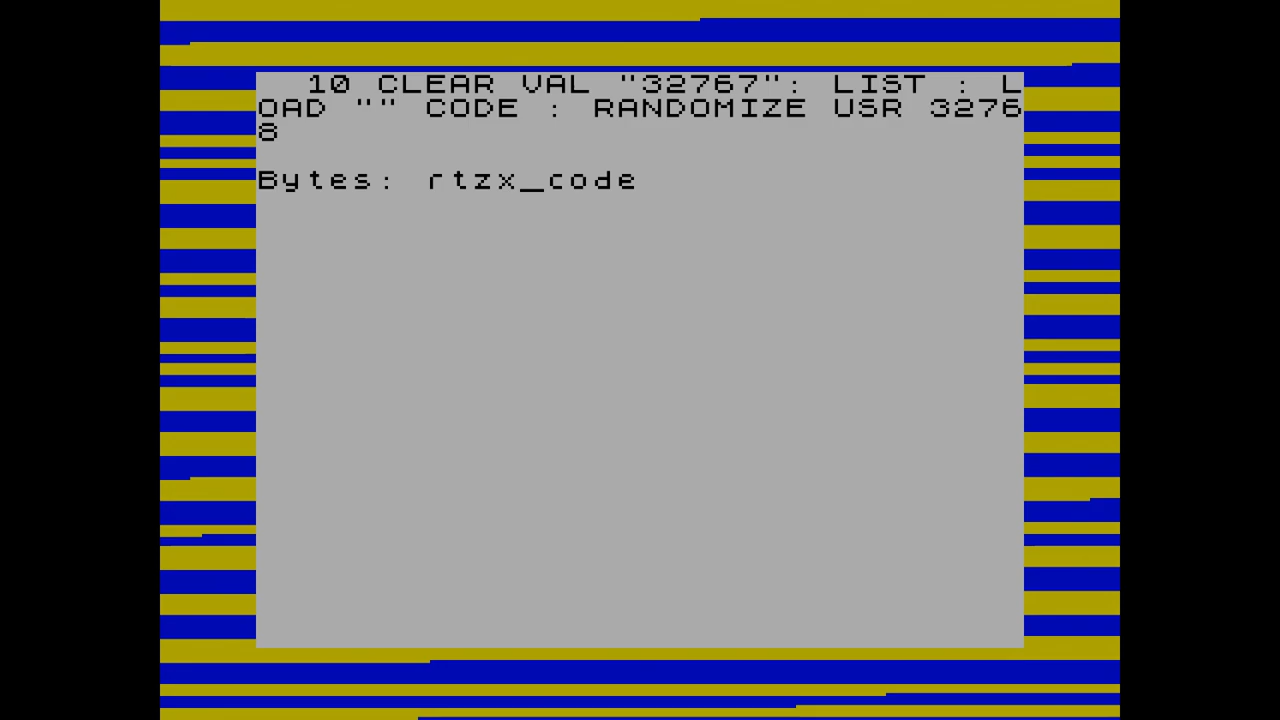 10 CLEAR VAL "32767": LIST : L
OAD "" CODE : RANDOMIZE USR 3276
8
Bytes: rtzx_code